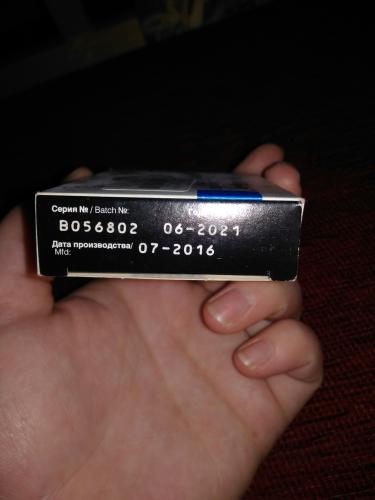 Серия № / Batch №:
B056802 06-2021
Дата производства/ 07-2016
Mfd: